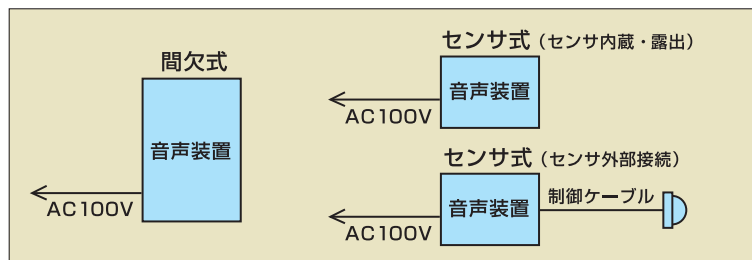 間欠式
音声装置
AC100V
センサ式（センサ内蔵・露出）
音声装置
AC100V
センサ式（センサ外部接続）
音声装置
制御ケーブル
AC100V